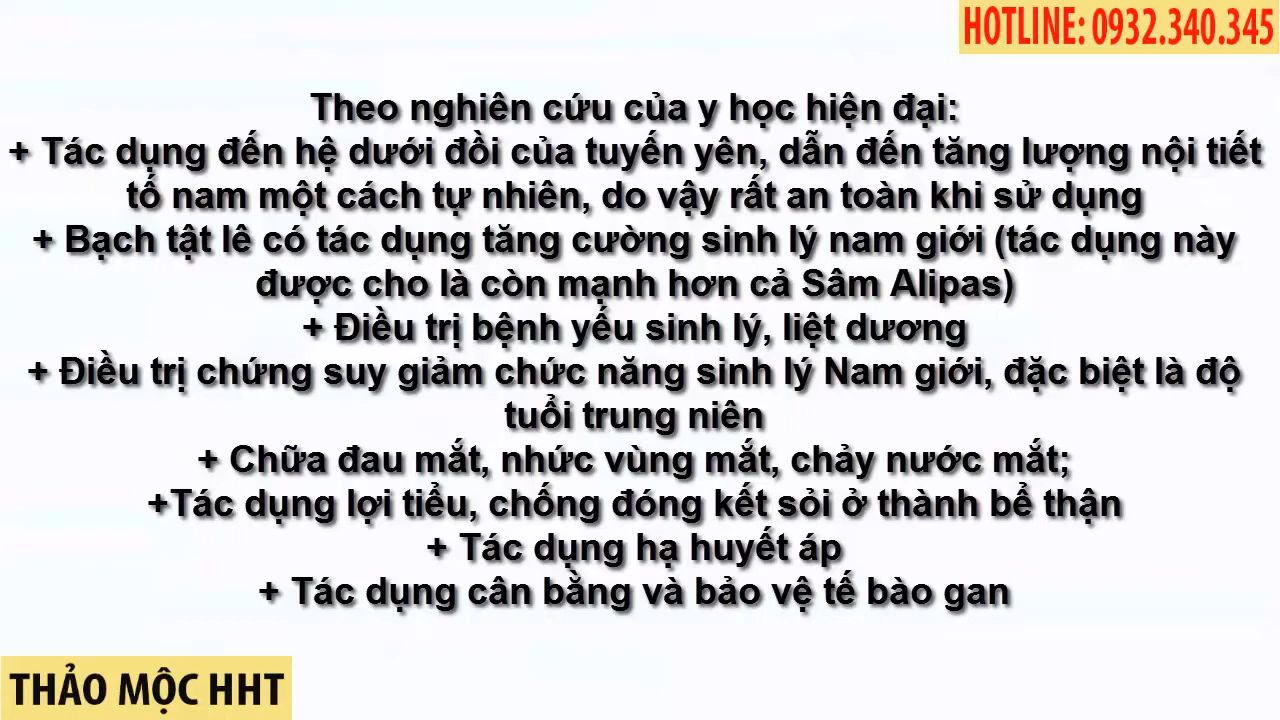 HOTLINE: 0932.340.345
Theo nghiên cứu của y học hiện đại:
+ Tác dụng đến hệ dưới đồi của tuyến yên, dẫn đến tăng lượng nội tiết
tố nam một cách tự nhiên, do vậy rất an toàn khi sử dụng
+ Bạch tật lê có tác dụng tăng cường sinh lý nam giới (tác dụng này
được cho là còn mạnh hơn cả Sâm Alipas)
+ Điều trị bệnh yếu sinh lý, liệt dương
+ Điều trị chứng suy giảm chức năng sinh lý Nam giới, đặc biệt là độ
tuổi trung niên
+ Chữa đau mắt, nhức vùng mắt, chảy nước mắt;
+Tác dụng lợi tiểu, chống đóng kết sỏi ở thành bể thận
+ Tác dụng hạ huyết áp
+ Tác dụng cân bằng và bảo vệ tế bào gan
THẢO MỘC HHT